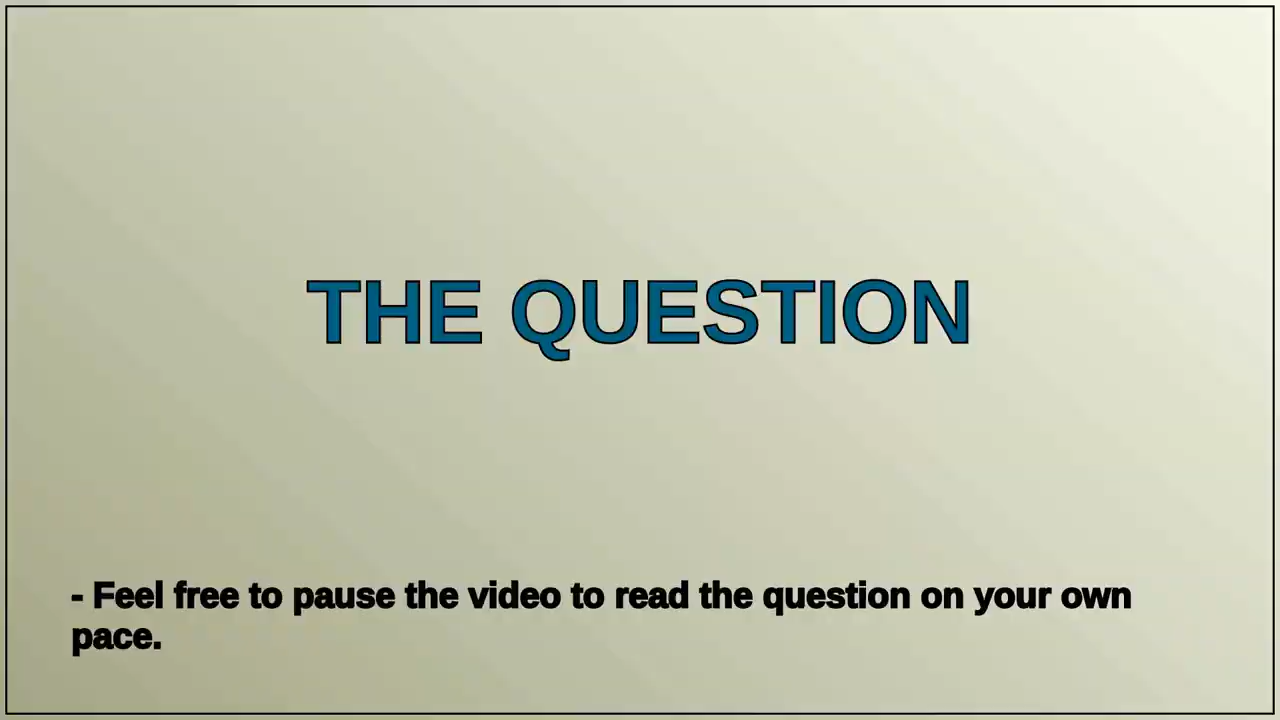 THE QUESTION
- Feel free to pause the video to read the question on your own
pace.